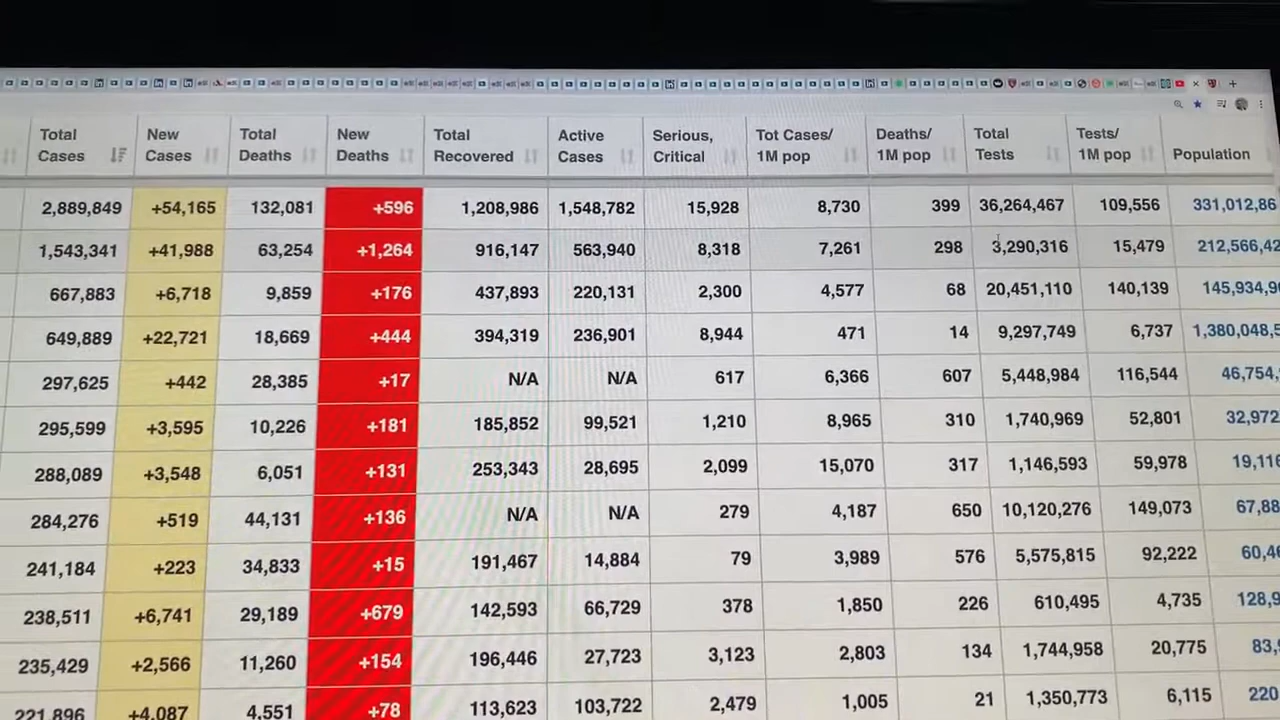 Total Cases New Cases Total Deaths New Deaths Total Recovered Active Cases Serious, Critical Tot Cases/ 1M pop Deaths/ 1M pop Total Tests Tests/ 1M pop Population
2,889,849 +54,165 132,081 +596 1,208,986 1,548,782 15,928 8,730 399 36,264,467 109,556 331,012,86
1,543,341 +41,988 63,254 +1,264 916,147 563,940 8,318 7,261 298 3,290,316 15,479 212,566,42
667,883 +6,718 9,859 +176 437,893 220,131 2,300 4,577 68 20,451,110 140,139 145,934,9
649,889 +22,721 18,669 +444 394,319 236,901 8,944 471 14 9,297,749 6,737 1,380,048,5
297,625 +442 28,385 +17 N/A N/A 617 6,366 607 5,448,984 116,544 46,754,
295,599 +3,595 10,226 +181 185,852 99,521 1,210 8,965 310 1,740,969 52,801 32,972
288,089 +3,548 6,051 +131 253,343 28,695 2,099 15,070 317 1,146,593 59,978 19,116
284,276 +519 44,131 +136 N/A N/A 279 4,187 650 10,120,276 149,073 67,88
241,184 +223 34,833 +15 191,467 14,884 79 3,989 576 5,575,815 92,222 60,46
238,511 +6,741 29,189 +679 142,593 66,729 378 1,850 226 610,495 4,735 128,9
235,429 +2,566 11,260 +154 196,446 27,723 3,123 2,803 134 1,744,958 20,775 83,
221,896 +4,087 4,551 +78 113,623 103,722 2,479 1,005 21 1,350,773 6,115 220